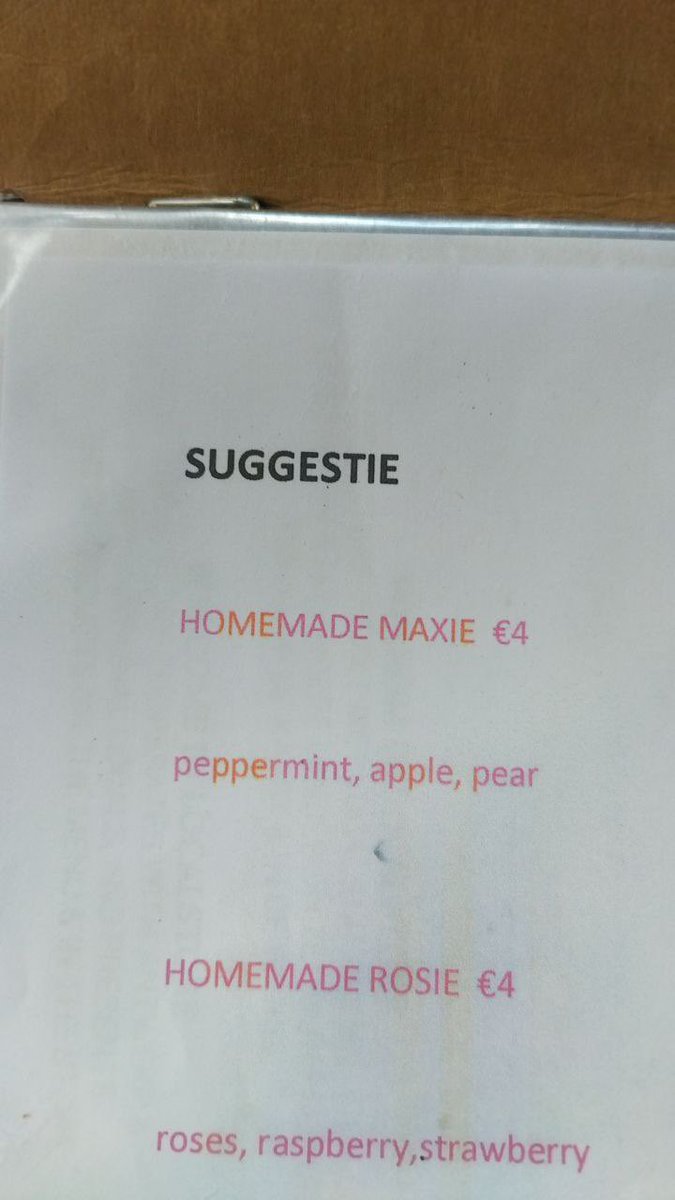 SUGGESTIE
HOMEMADE MAXIE €4
peppermint, apple, pear
HOMEMADE ROSIE €4
roses, raspberry,strawberry